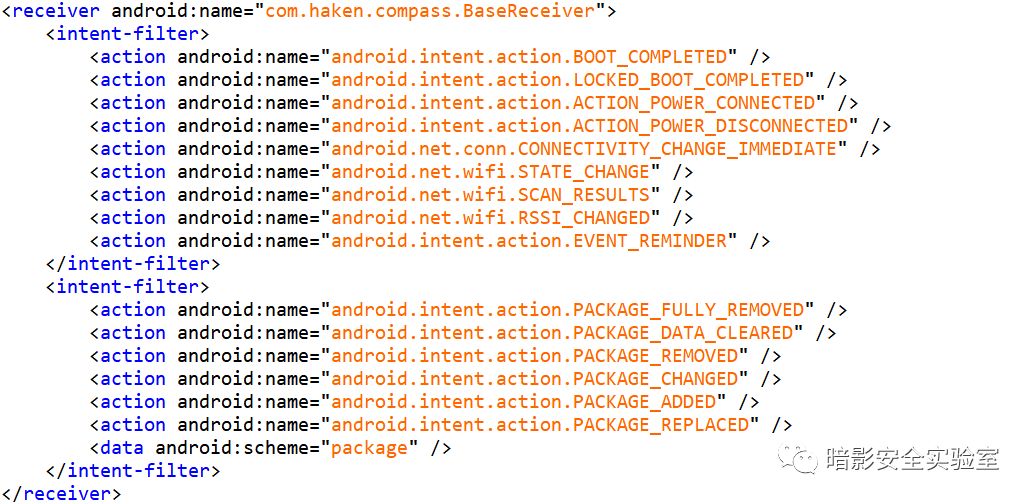 <receiver android:name="com.haken.compass.BaseReceiver">
    <intent-filter>
        <action android:name="android.intent.action.BOOT_COMPLETED" />
        <action android:name="android.intent.action.LOCKED_BOOT_COMPLETED" />
        <action android:name="android.intent.action.ACTION_POWER_CONNECTED" />
        <action android:name="android.intent.action.ACTION_POWER_DISCONNECTED" />
        <action android:name="android.net.conn.CONNECTIVITY_CHANGE_IMMEDIATE" />
        <action android:name="android.net.wifi.STATE_CHANGE" />
        <action android:name="android.net.wifi.SCAN_RESULTS" />
        <action android:name="android.net.wifi.RSSI_CHANGED" />
        <action android:name="android.intent.action.EVENT_REMINDER" />
    </intent-filter>
    <intent-filter>
        <action android:name="android.intent.action.PACKAGE_FULLY_REMOVED" />
        <action android:name="android.intent.action.PACKAGE_DATA_CLEARED" />
        <action android:name="android.intent.action.PACKAGE_REMOVED" />
        <action android:name="android.intent.action.PACKAGE_CHANGED" />
        <action android:name="android.intent.action.PACKAGE_ADDED" />
        <action android:name="android.intent.action.PACKAGE_REPLACED" />
        <data android:scheme="package" />
    </intent-filter>
</receiver>
暗影安全实验室